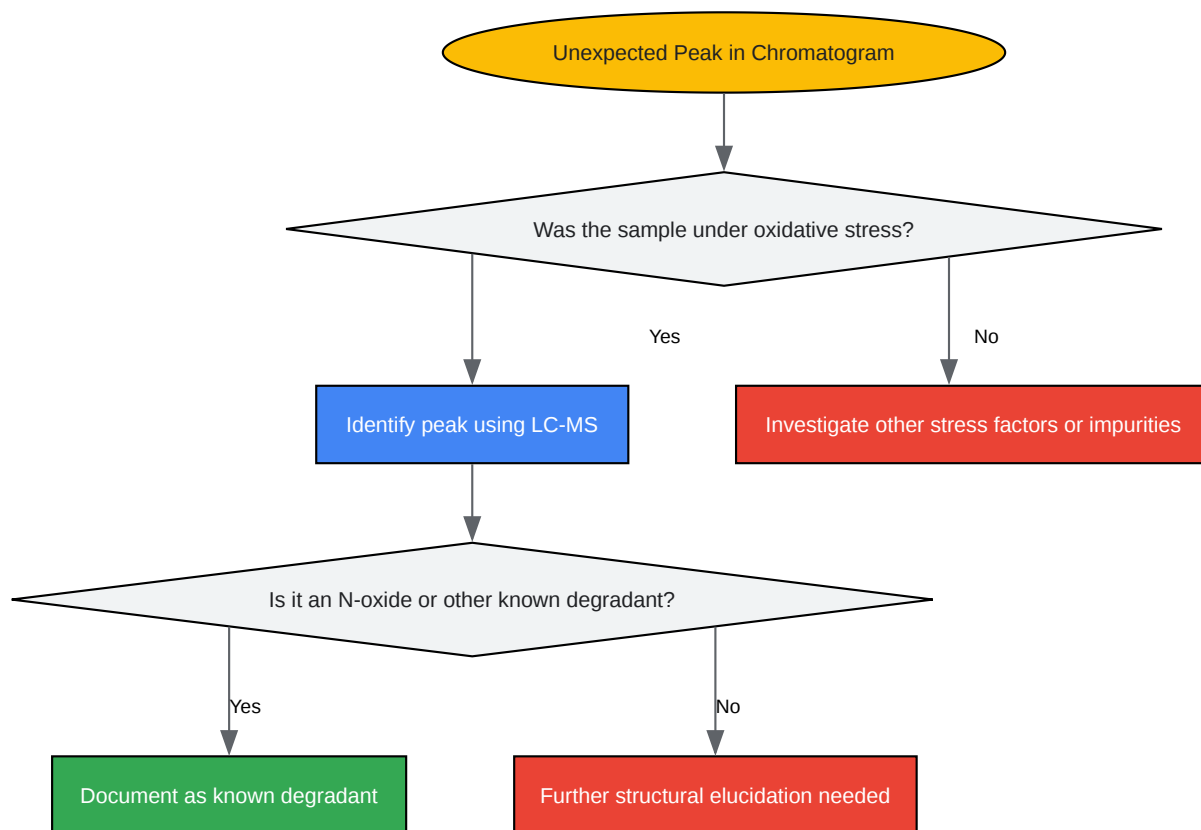 Unexpected Peak in Chromatogram
Was the sample under oxidative stress?
Yes
No
Identify peak using LC-MS
Investigate other stress factors or impurities
Is it an N-oxide or other known degradant?
Yes
No
Document as known degradant
Further structural elucidation needed